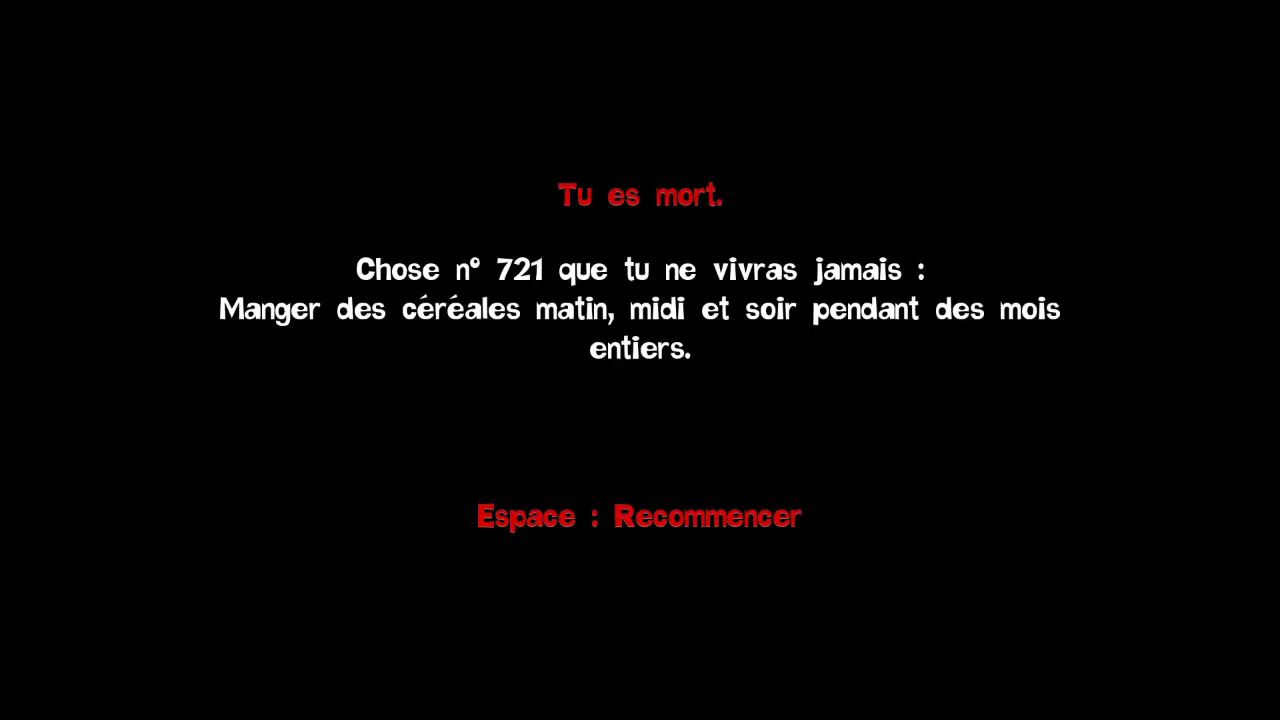 Tu es mort.
Chose n° 721 que tu ne vivras jamais :
Manger des céréales matin, midi et soir pendant des mois
entiers.
Espace : Recommencer